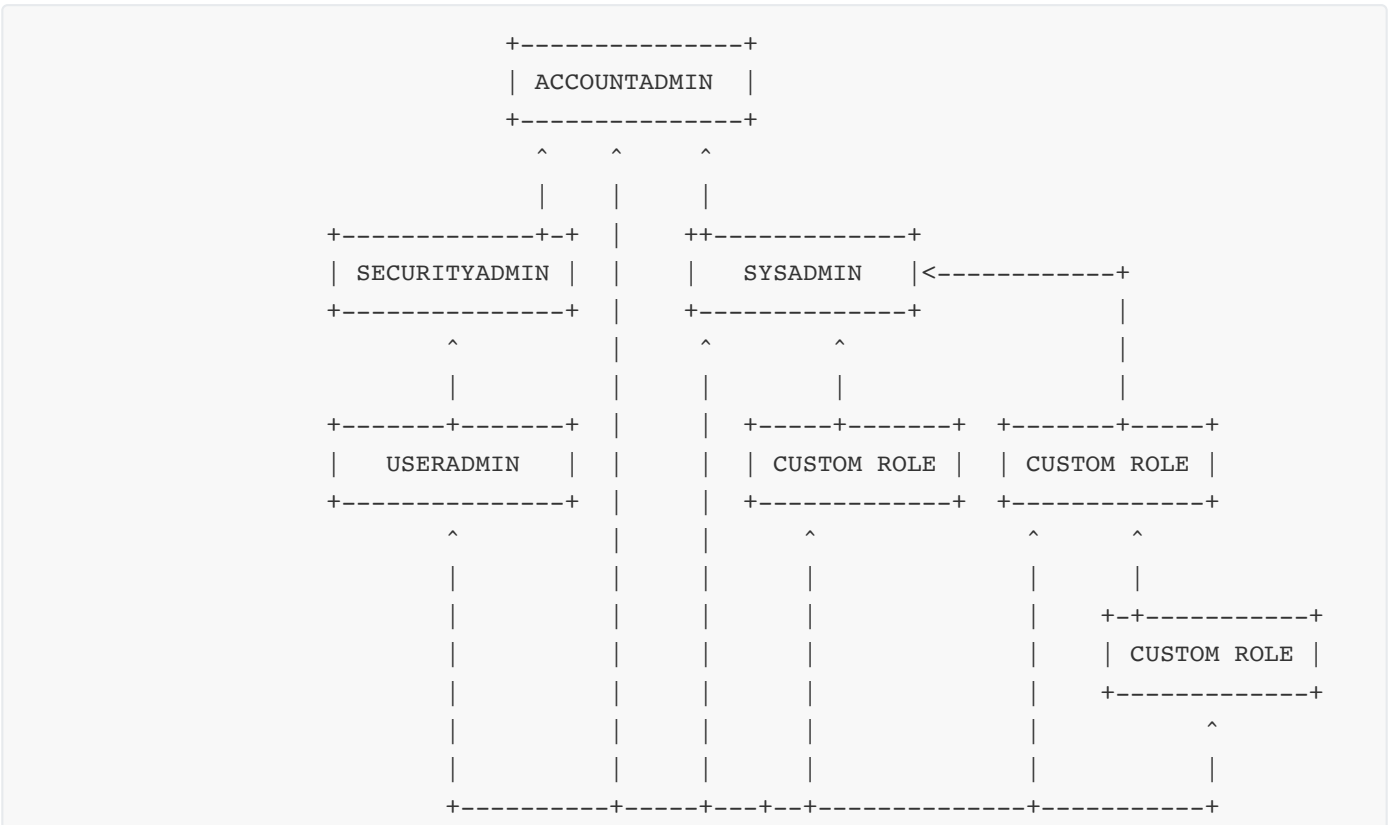 +---------------+
| ACCOUNTADMIN  |
+---------------+
^    ^     ^
|    |     |
+-------------+-+  |    ++-------------+
| SECURITYADMIN |  |    |   SYSADMIN   |<------------+
+---------------+  |    +--------------+             |
^          |     ^        ^                  |
|          |     |        |                  |
+-------+-------+  |     |  +-----+-------+  +-------+-----+
|   USERADMIN   |  |     |  | CUSTOM ROLE |  | CUSTOM ROLE |
+---------------+  |     |  +-------------+  +-------------+
^          |     |      ^              ^      ^
|          |     |      |              |      |
|          |     |      |              |    +-+-----------+
|          |     |      |              |    | CUSTOM ROLE |
|          |     |      |              |    +-------------+
|          |     |      |              |           ^
|          |     |      |              |           |
+----------+-----+---+--+--------------+-----------+